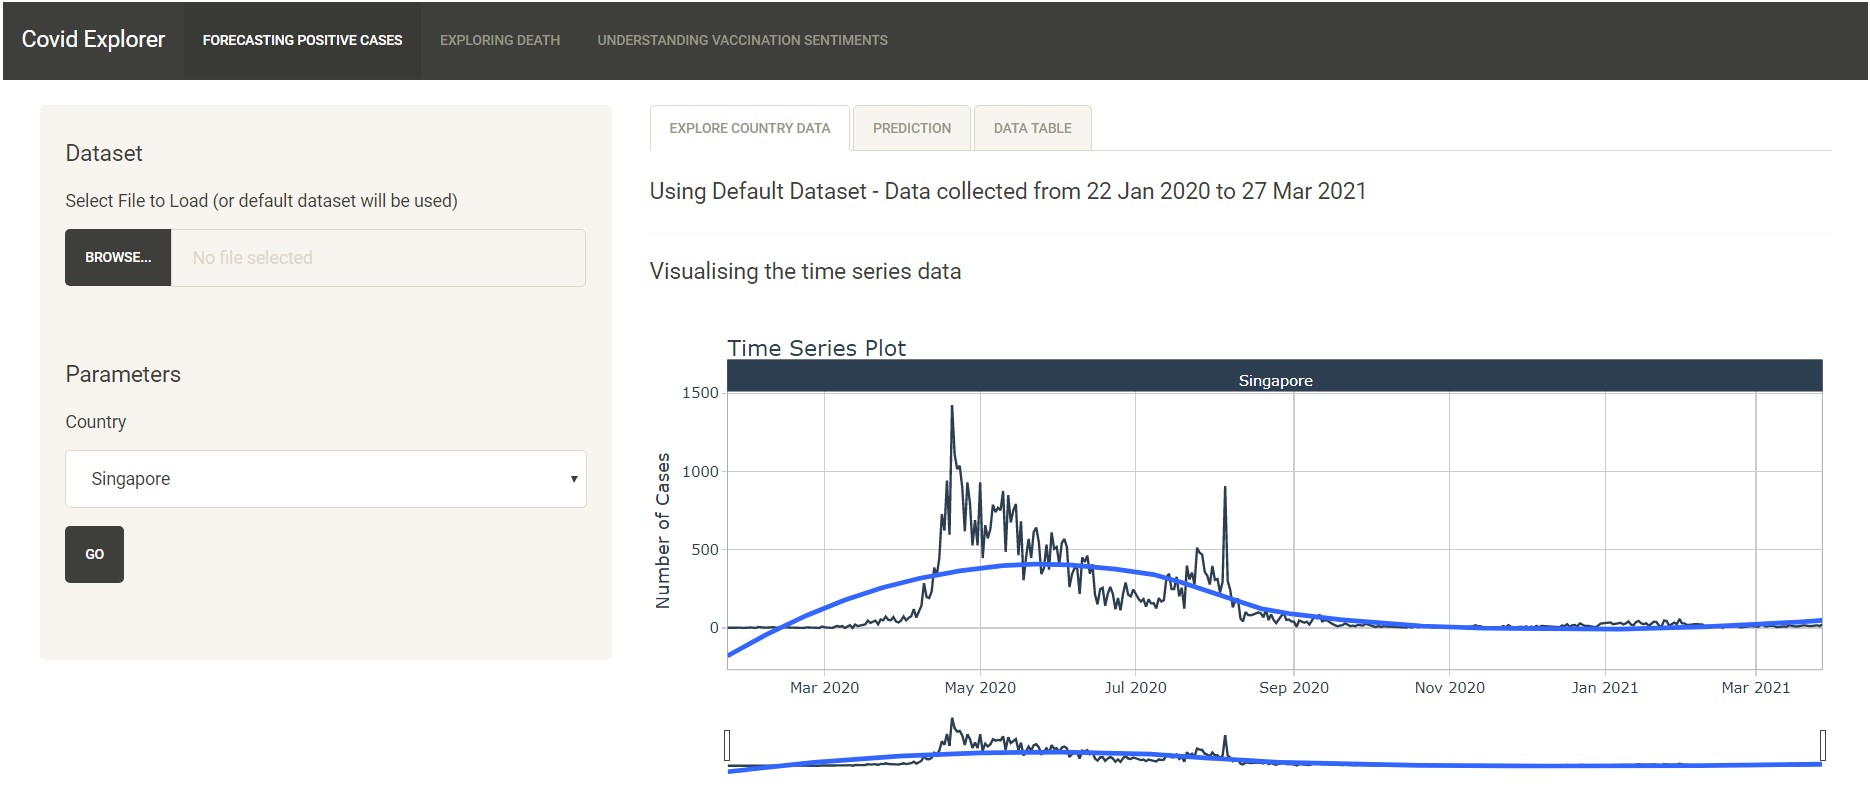 Covid Explorer FORECASTING POSITIVE CASES EXPLORING DEATH UNDERSTANDING VACCINATION SENTIMENTS
Dataset
Select File to Load (or default dataset will be used)
BROWSE... No file selected
Parameters
Country
Singapore
GO
EXPLORE COUNTRY DATA PREDICTION DATA TABLE
Using Default Dataset - Data collected from 22 Jan 2020 to 27 Mar 2021
Visualising the time series data
Time Series Plot
Singapore
Number of Cases
1500
1000
500
0
Mar 2020 May 2020 Jul 2020 Sep 2020 Nov 2020 Jan 2021 Mar 2021